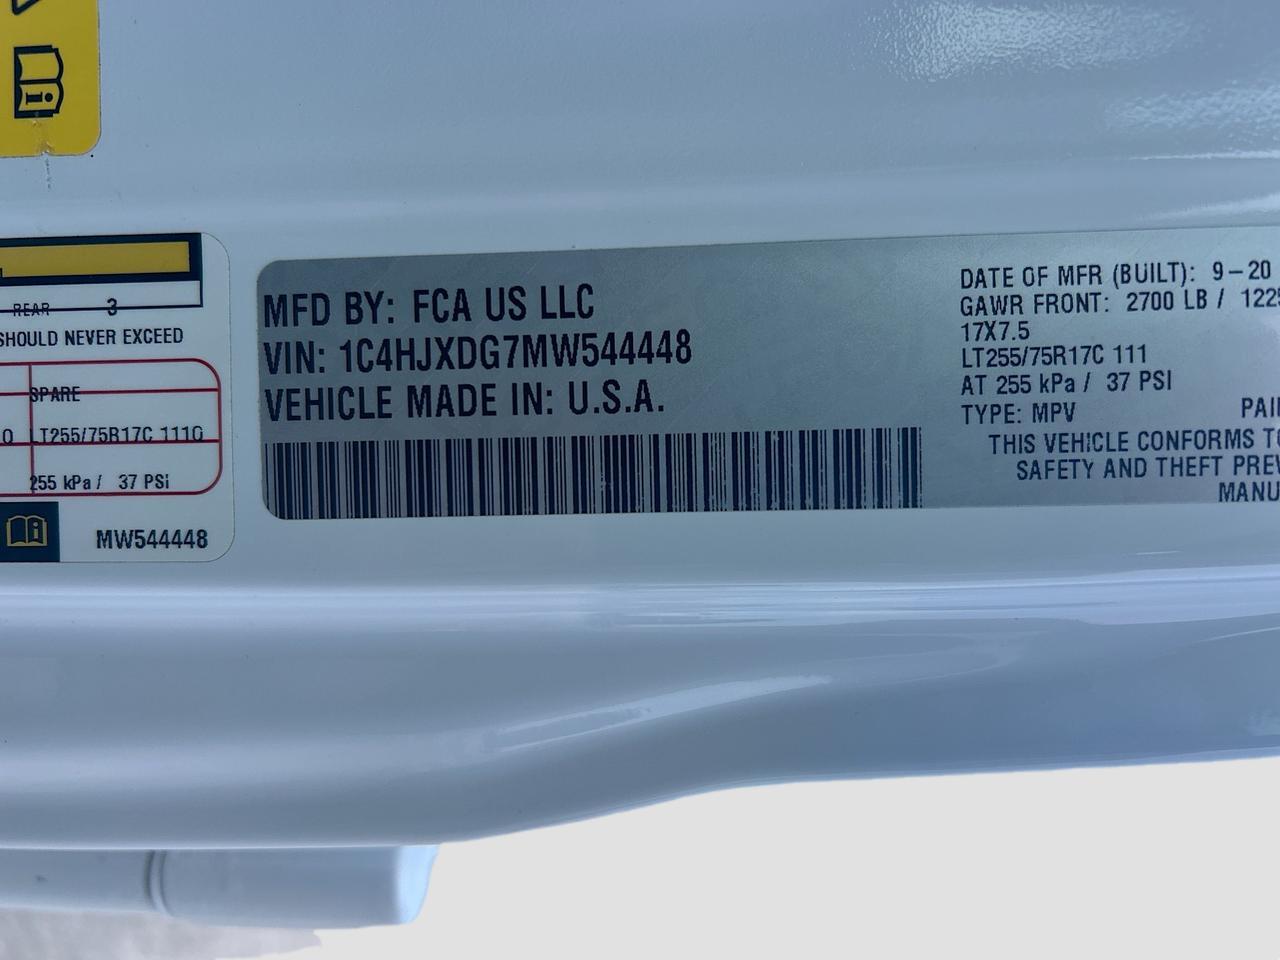 REAR 3
SHOULD NEVER EXCEED
SPARE
0 LT255/75R17C 111Q
255 kPa / 37 PSi
MW544448
MFD BY: FCA US LLC
VIN: 1C4HJXDG7MW544448
VEHICLE MADE IN: U.S.A.
DATE OF MFR (BUILT): 9-20
GAWR FRONT: 2700 LB / 1225
17X7.5
LT255/75R17C 111
AT 255 kPa / 37 PSI
TYPE: MPV
THIS VEHICLE CONFORMS
SAFETY AND THEFT